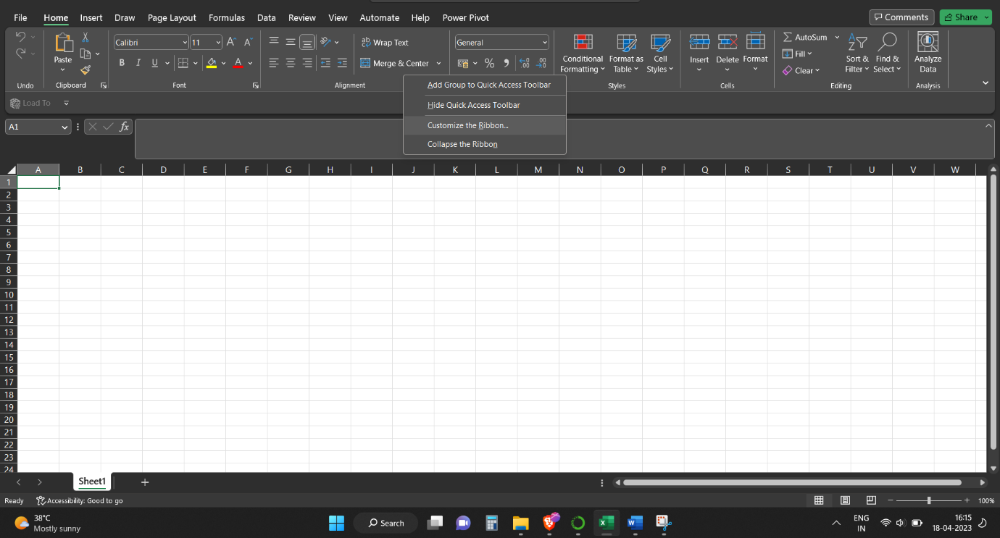 File Home Insert Draw Page Layout Formulas Data Review View Automate Help Power Pivot Comments Share
Calibri 11 A A Wrap Text General AutoSum
Paste B I U A Merge & Center % Conditional Formatting Format as Table Cell Styles Insert Delete Format Fill Sort & Filter Find & Select Analyze Data
Clear
Undo Clipboard Font Alignment Styles Cells Editing Analysis
Add Group to Quick Access Toolbar
Load To
Hide Quick Access Toolbar
Customize the Ribbon...
Collapse the Ribbon
A1 fx
A B C D E F G H I J K L M N O P Q R S T U V W
1
2
3
4
5
6
7
8
9
10
11
12
13
14
15
16
17
18
19
20
21
22
23
24
Sheet1
Ready Accessibility: Good to go 100%
38°C
Mostly sunny
Search
ENG
IN
16:15
18-04-2023